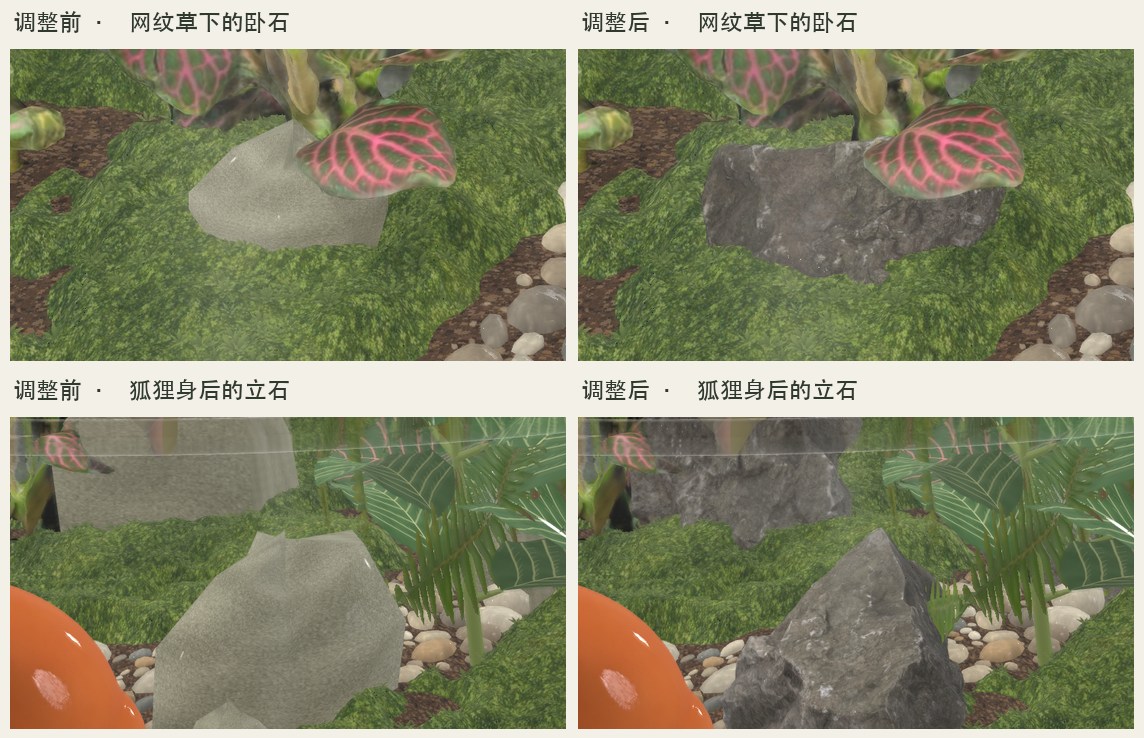 调整前 · 网纹草下的卧石
调整后 · 网纹草下的卧石
调整前 · 狐狸身后的立石
调整后 · 狐狸身后的立石